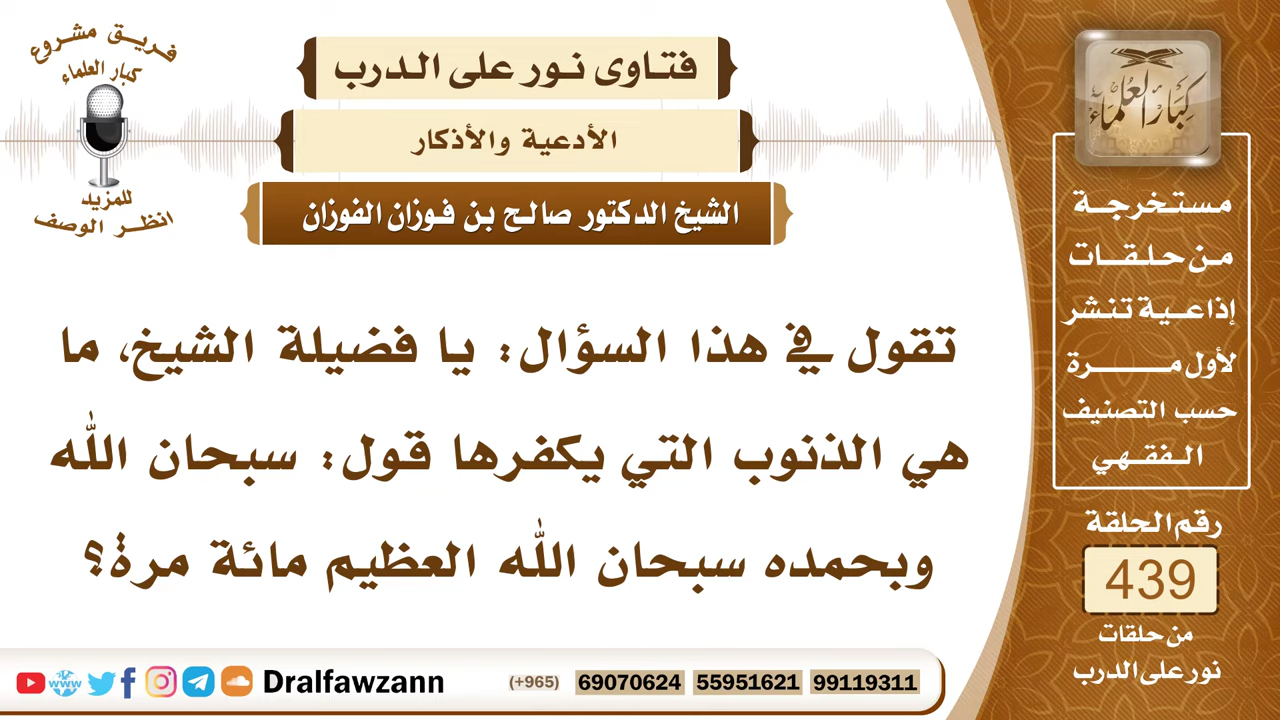 فريق مشروع
كبار العلماء
للمزيد
انظر الوصف
فتاوى نور على الدرب
الأدعية والأذكار
الشيخ الدكتور صالح بن فوزان الفوزان
كبار العلماء
مستخرجة
من حلقات
إذاعية تنشر
لأول مرة
حسب التصنيف
الفقهي
رقم الحلقة
439
من حلقات
نور على الدرب
تقول في هذا السؤال: يا فضيلة الشيخ، ما
هي الذنوب التي يكفرها قول: سبحان الله
وبحمده سبحان الله العظيم مائة مرة؟
www
Dralfawzann (+965) 69070624 55951621 99119311